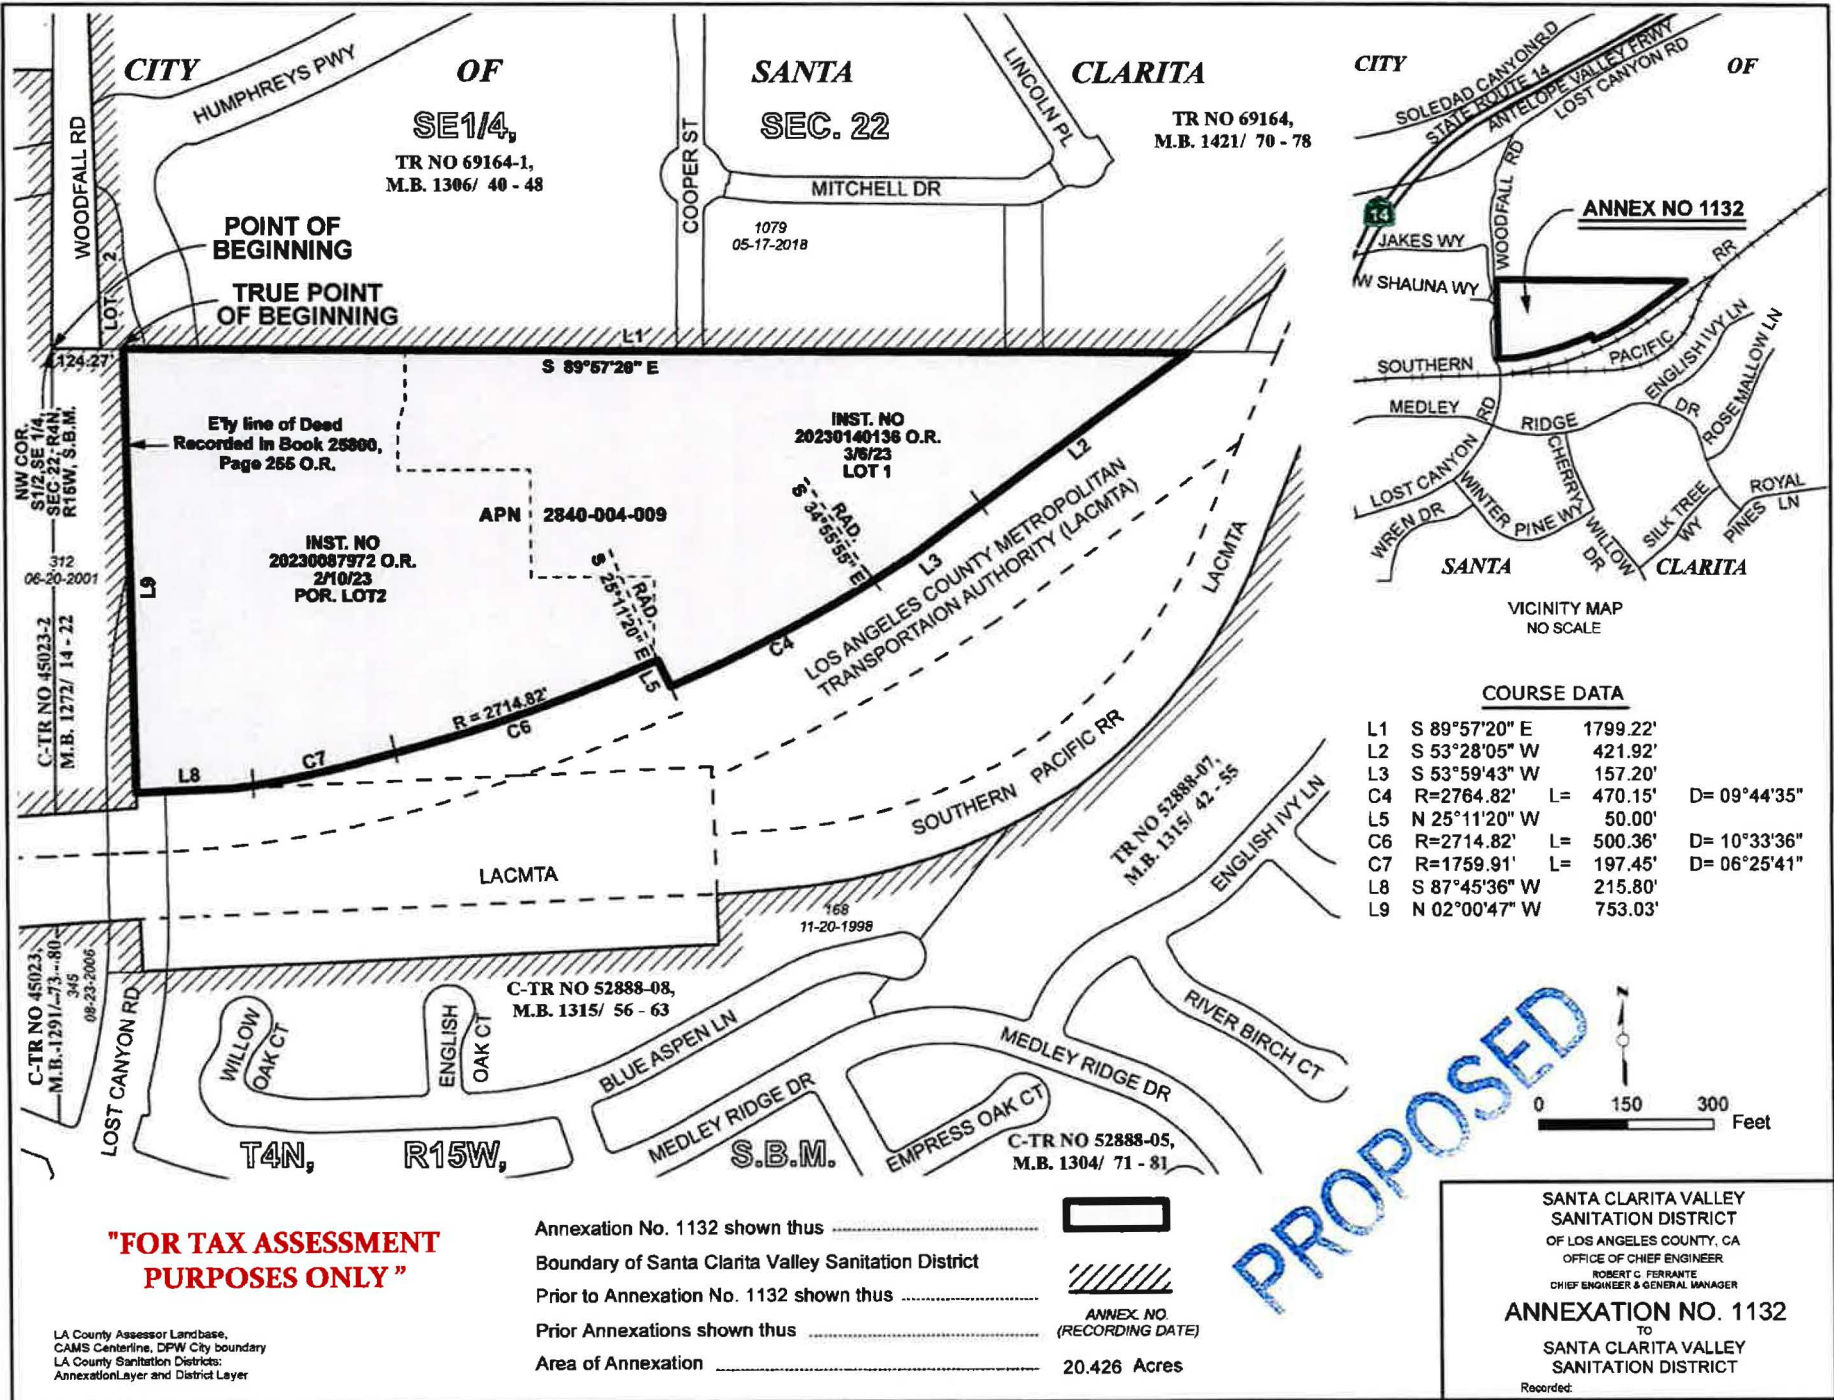 CITY OF SANTA CLARITA
HUMPHREYS PWY
WOODFALL RD
SE1/4, SEC. 22
TR NO 69164-1,
M.B. 1306/ 40 - 48
COOPER ST
LINCOLN PL
MITCHELL DR
TR NO 69164,
M.B. 1421/ 70 - 78
1079
05-17-2018
POINT OF
BEGINNING
TRUE POINT
OF BEGINNING
LOT 2
124.27'
L1
S 89°57'20" E
NW COR.
S1/2,SE 1/4,
SEC 22, R4N,
R15W, S.B.M.
E'ly line of Deed
Recorded in Book 25800,
Page 255 O.R.
INST. NO
20230140136 O.R.
3/6/23
LOT 1
L2
APN 2840-004-009
RAD.
S 34°55'55" E
INST. NO
20230087972 O.R.
2/10/23
POR. LOT2
312
06-20-2001
L9
RAD.
S 25°11'20" E
L3
LOS ANGELES COUNTY METROPOLITAN
TRANSPORTAION AUTHORITY (LACMTA)
LACMTA
C4
L5
C-TR NO 45023-2
M.B. 1272/ 14 - 22
R = 2714.82'
C6
C7
L8
SOUTHERN PACIFIC RR
LACMTA
TR NO 52888-07,
M.B. 1315/ 42 - 55
ENGLISH IVY LN
168
11-20-1998
C-TR NO 45023,
M.B. 1291/ 73 - 80
345
08-23-2006
LOST CANYON RD
C-TR NO 52888-08,
M.B. 1315/ 56 - 63
WILLOW
OAK CT
ENGLISH
OAK CT
BLUE ASPEN LN
MEDLEY RIDGE DR
MEDLEY RIDGE DR
RIVER BIRCH CT
EMPRESS OAK CT
C-TR NO 52888-05,
M.B. 1304/ 71 - 81
T4N, R15W, S.B.M.
CITY OF
SOLEDAD CANYON RD
STATE ROUTE 14
ANTELOPE VALLEY FRWY
LOST CANYON RD
WOODFALL RD
14
ANNEX NO 1132
JAKES WY
W SHAUNA WY
RR
SOUTHERN PACIFIC
ENGLISH IVY LN
ROSE MALLOW LN
MEDLEY RIDGE DR
RD
LOST CANYON
CHERRY
WILLOW
DR
WINTER PINE WY
WREN DR
SILK TREE
WY
ROYAL
PINES LN
SANTA CLARITA
VICINITY MAP
NO SCALE
COURSE DATA
L1 S 89°57'20" E 1799.22'
L2 S 53°28'05" W 421.92'
L3 S 53°59'43" W 157.20'
C4 R=2764.82' L= 470.15' D= 09°44'35"
L5 N 25°11'20" W 50.00'
C6 R=2714.82' L= 500.36' D= 10°33'36"
C7 R=1759.91' L= 197.45' D= 06°25'41"
L8 S 87°45'36" W 215.80'
L9 N 02°00'47" W 753.03'
PROPOSED
N
0 150 300
Feet
"FOR TAX ASSESSMENT
PURPOSES ONLY"
LA County Assessor Landbase,
CAMS Centerline, DPW City boundary
LA County Sanitation Districts:
AnnexationLayer and District Layer
Annexation No. 1132 shown thus
Boundary of Santa Clarita Valley Sanitation District
Prior to Annexation No. 1132 shown thus
Prior Annexations shown thus
ANNEX. NO.
(RECORDING DATE)
Area of Annexation 20.426 Acres
SANTA CLARITA VALLEY
SANITATION DISTRICT
OF LOS ANGELES COUNTY, CA
OFFICE OF CHIEF ENGINEER
ROBERT C. FERRANTE
CHIEF ENGINEER & GENERAL MANAGER
ANNEXATION NO. 1132
TO
SANTA CLARITA VALLEY
SANITATION DISTRICT
Recorded: